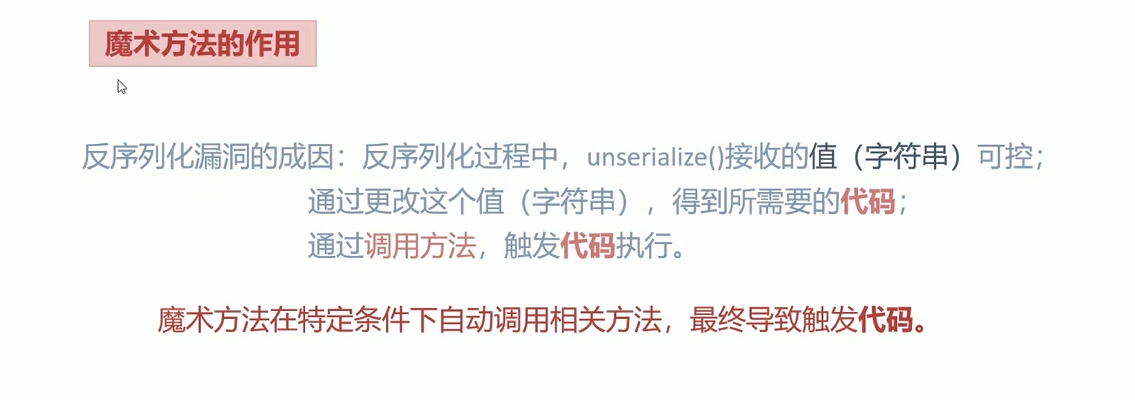 魔术方法的作用
反序列化漏洞的成因：反序列化过程中，unserialize()接收的值（字符串）可控；
通过更改这个值（字符串），得到所需要的代码；
通过调用方法，触发代码执行。
魔术方法在特定条件下自动调用相关方法，最终导致触发代码。